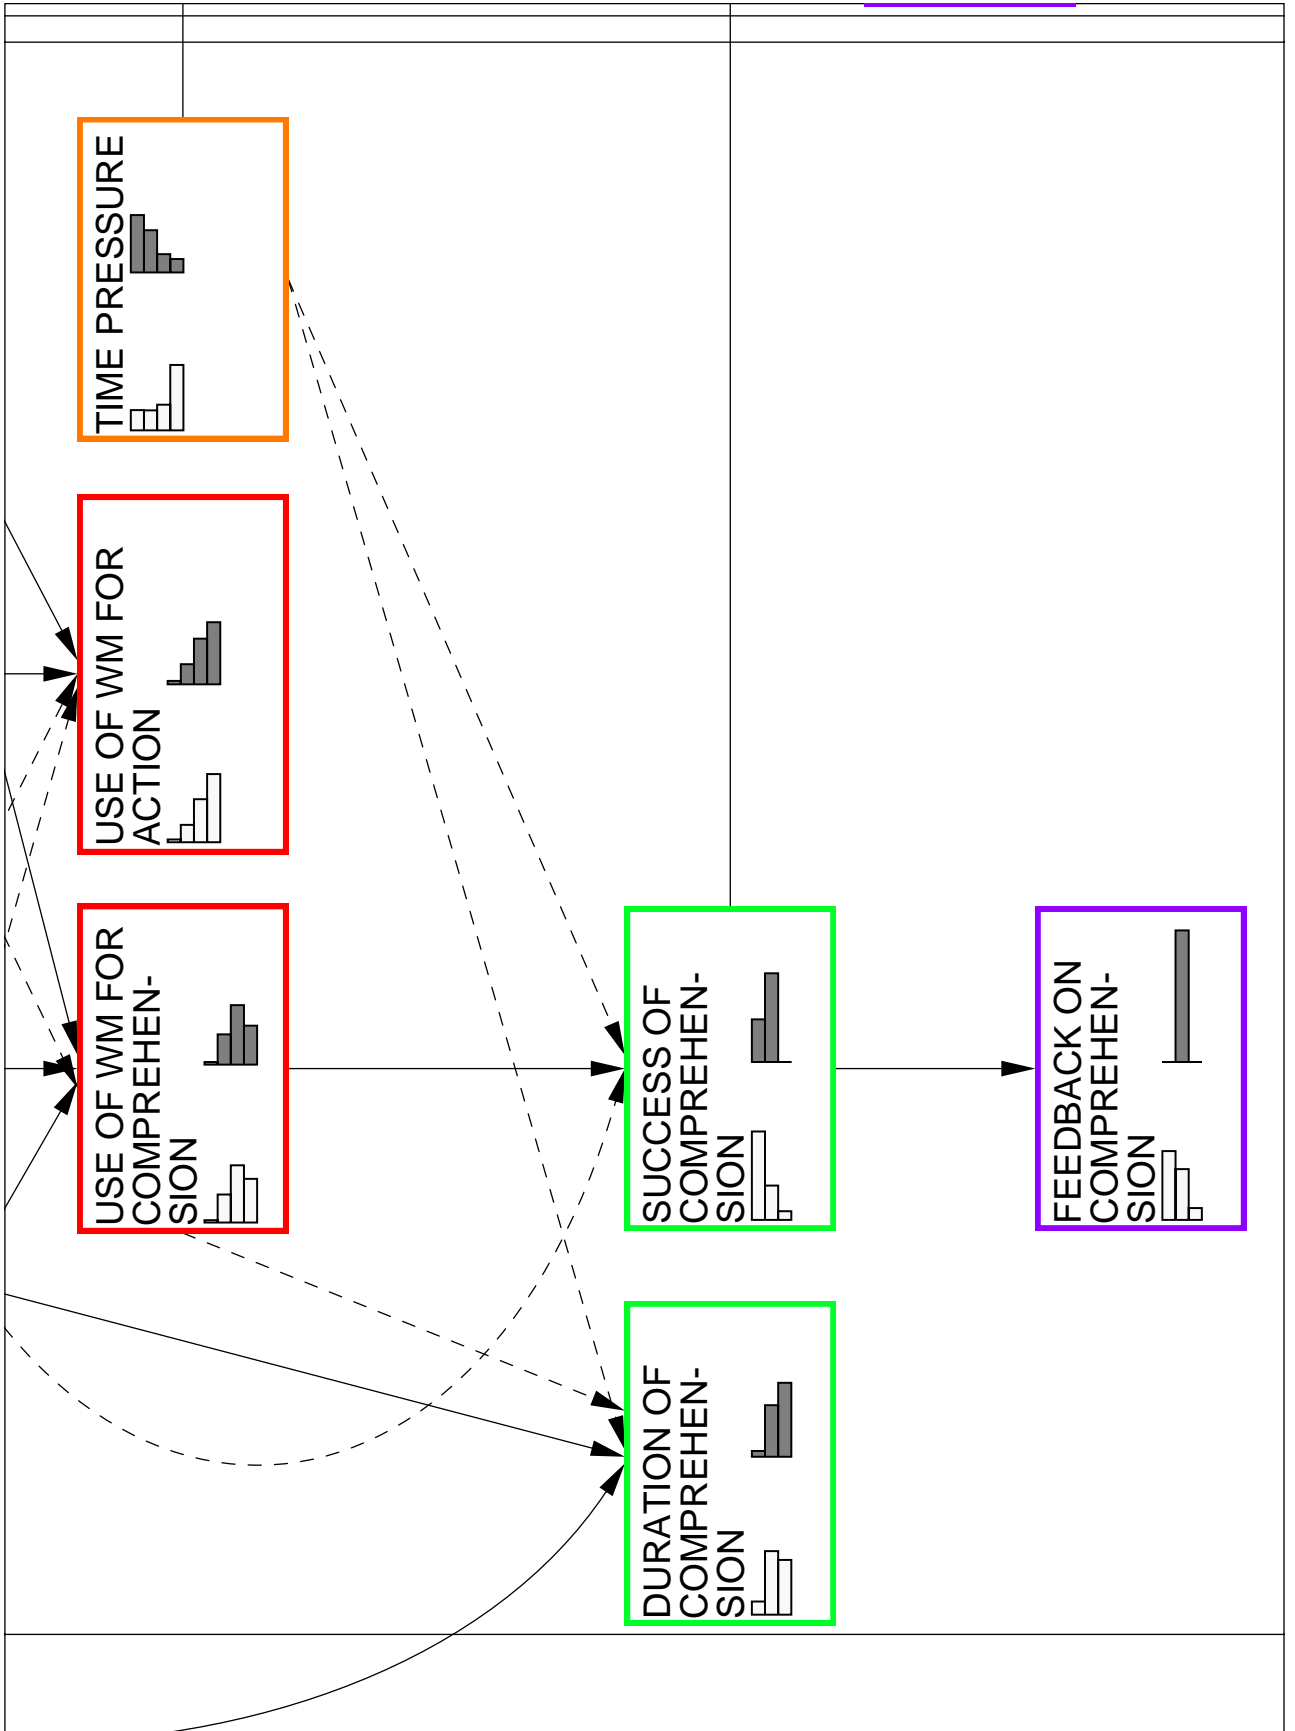 TIME PRESSURE
USE OF WM FOR
ACTION
USE OF WM FOR
COMPREHEN-
SION
SUCCESS OF
COMPREHEN-
SION
FEEDBACK ON
COMPREHEN-
SION
DURATION OF
COMPREHEN-
SION